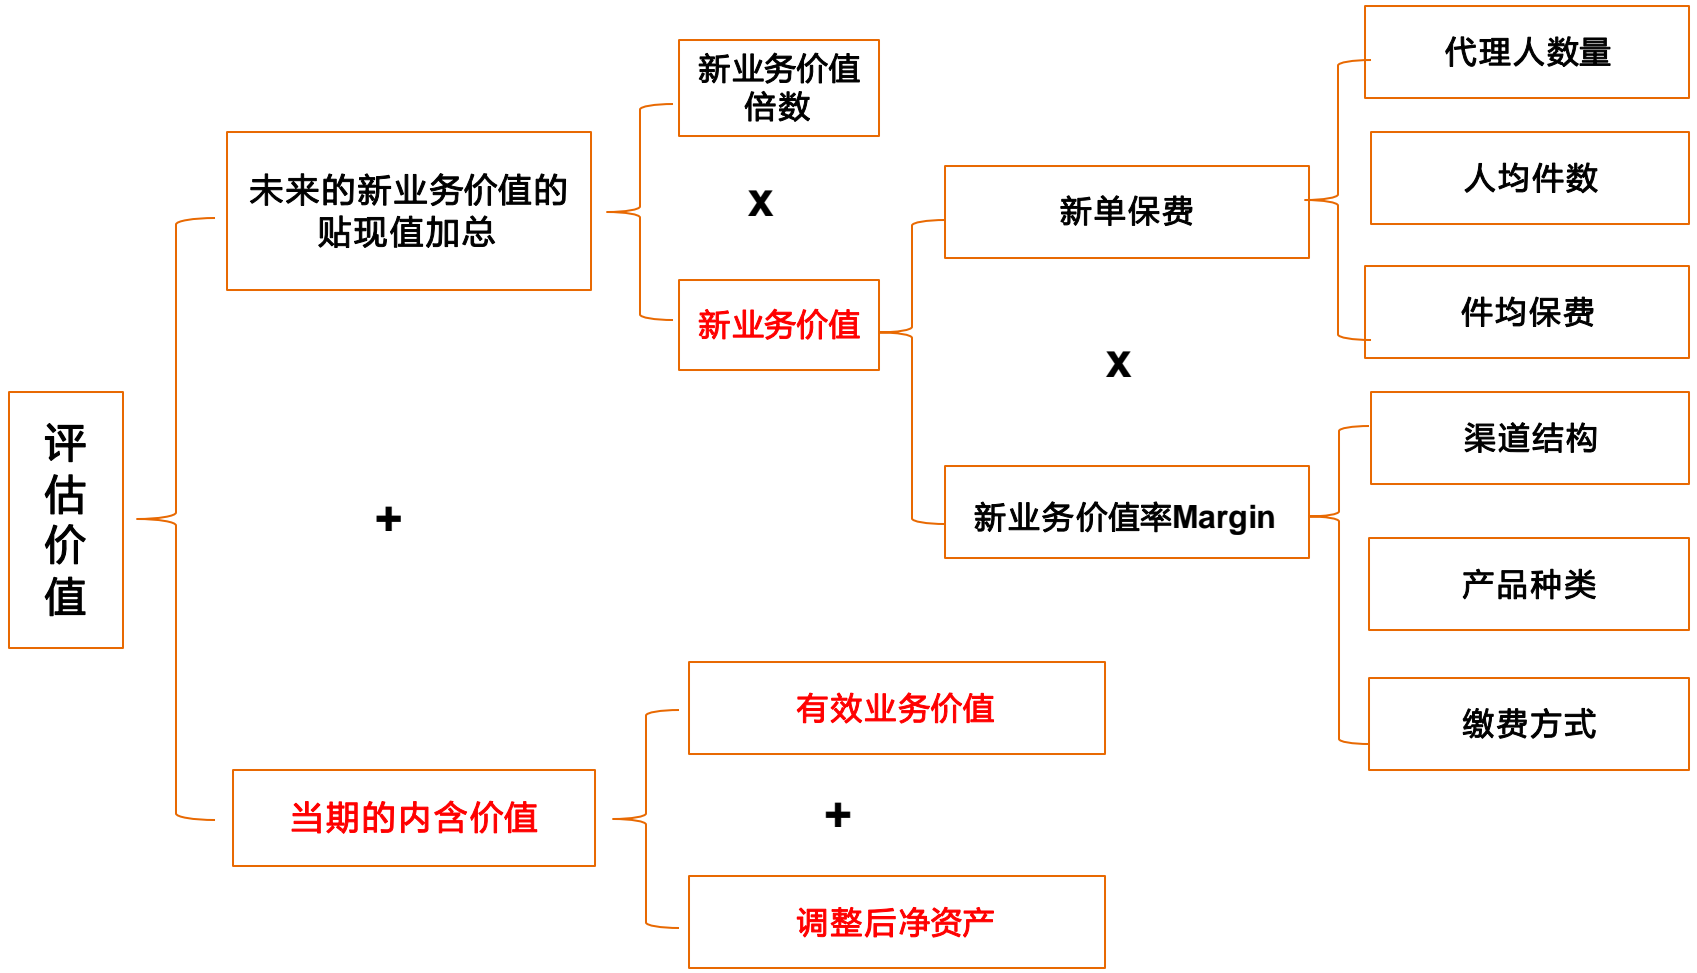 评
估
价
值
未来的新业务价值的
贴现值加总
+
当期的内含价值
新业务价值
倍数
x
新业务价值
有效业务价值
+
调整后净资产
新单保费
x
新业务价值率Margin
代理人数量
人均件数
件均保费
渠道结构
产品种类
缴费方式